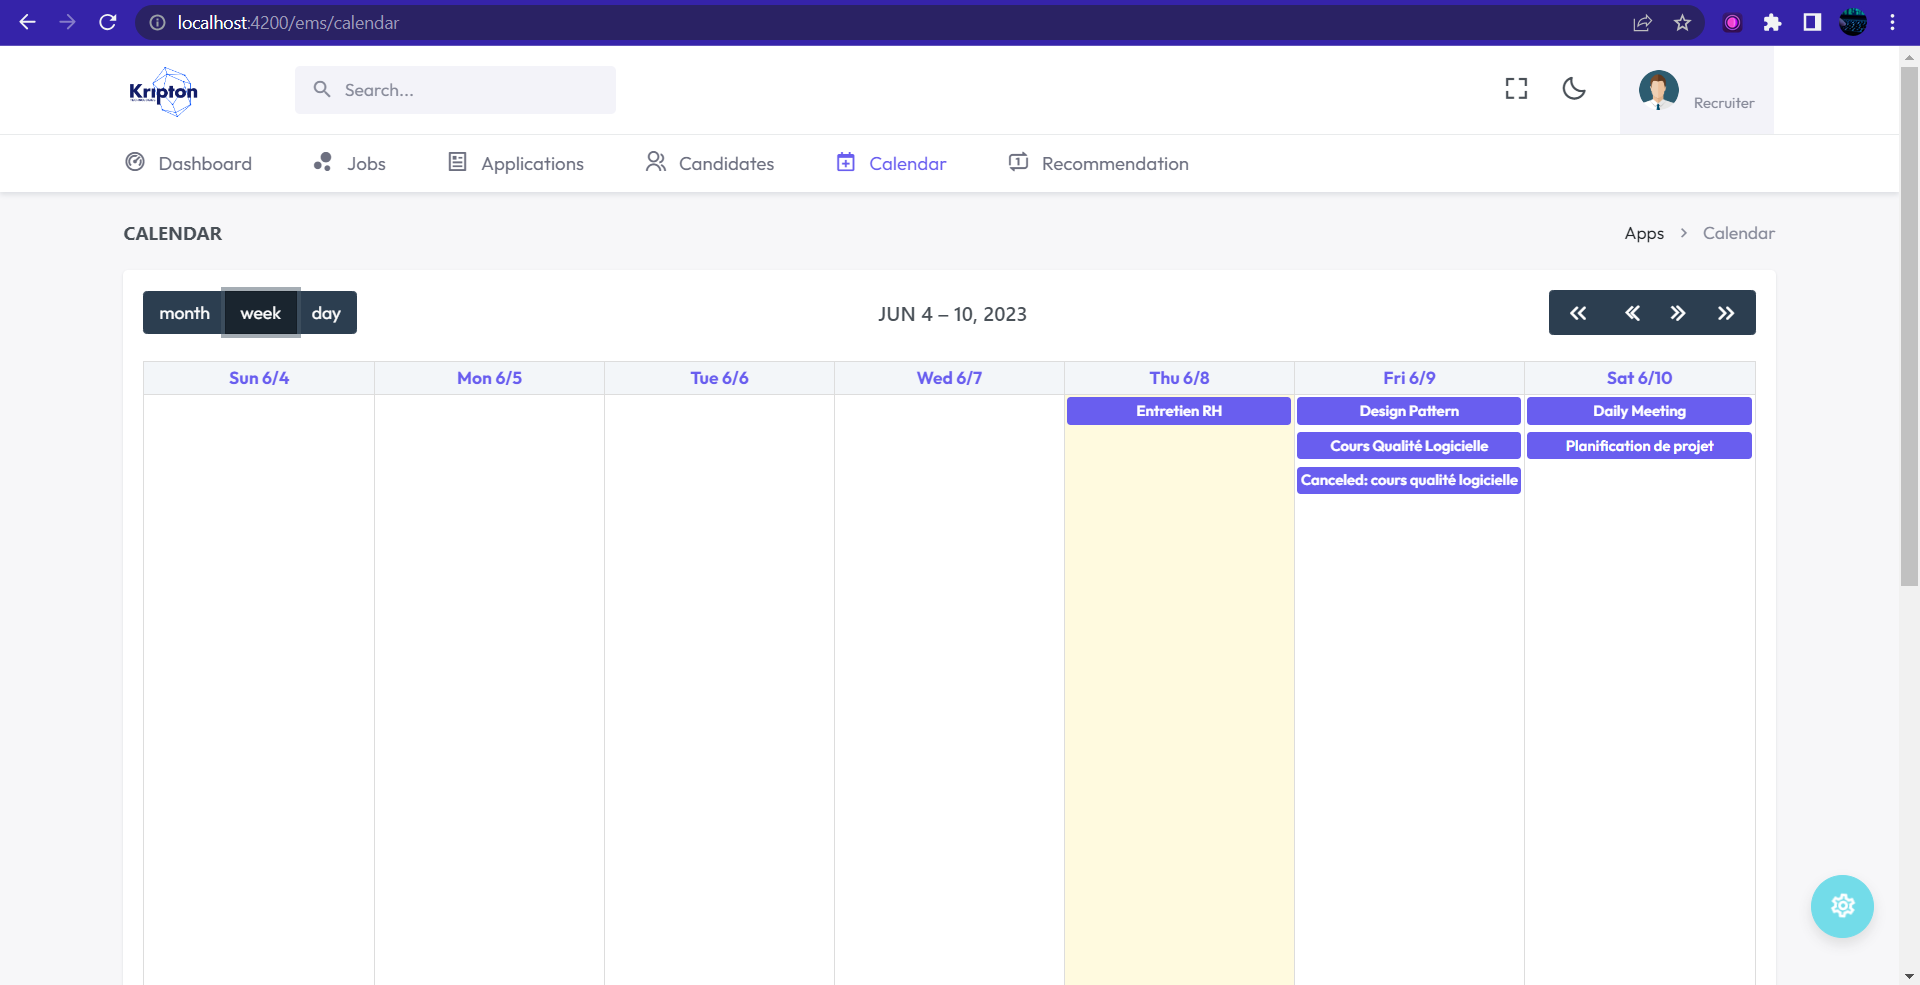 localhost:4200/ems/calendar
Kripton
Search...
Recruiter
Dashboard
Jobs
Applications
Candidates
Calendar
Recommendation
CALENDAR
Apps
Calendar
month
week
day
JUN 4 – 10, 2023
Sun 6/4
Mon 6/5
Tue 6/6
Wed 6/7
Thu 6/8
Fri 6/9
Sat 6/10
Entretien RH
Design Pattern
Daily Meeting
Cours Qualité Logicielle
Planification de projet
Canceled: cours qualité logicielle